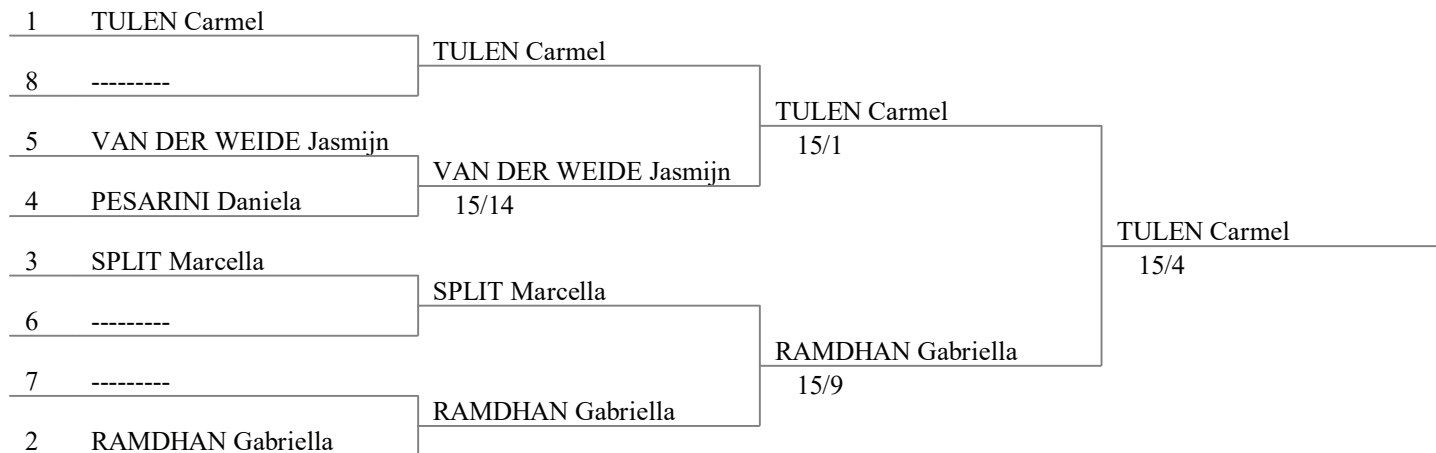 1 TULEN Carmel
TULEN Carmel
8 ---------
TULEN Carmel
15/1
5 VAN DER WEIDE Jasmijn
VAN DER WEIDE Jasmijn
15/14
4 PESARINI Daniela
TULEN Carmel
15/4
3 SPLIT Marcella
SPLIT Marcella
6 ---------
RAMDHAN Gabriella
15/9
7 ---------
RAMDHAN Gabriella
2 RAMDHAN Gabriella